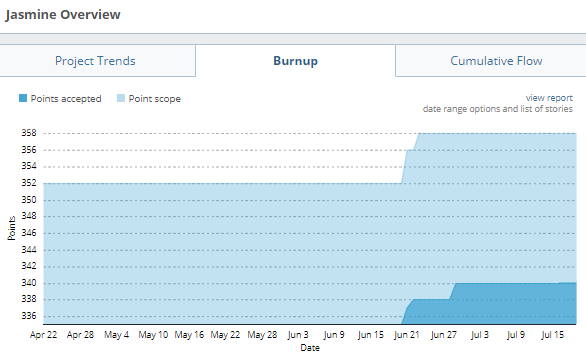 Jasmine Overview
Project Trends
Burnup
Cumulative Flow
Points accepted
Point scope
view report
date range options and list of stories
358
356
354
352
350
348
346
344
342
340
338
336
Points
Apr 22 Apr 28 May 4 May 10 May 16 May 22 May 28 Jun 3 Jun 9 Jun 15 Jun 21 Jun 27 Jul 3 Jul 9 Jul 15
Date